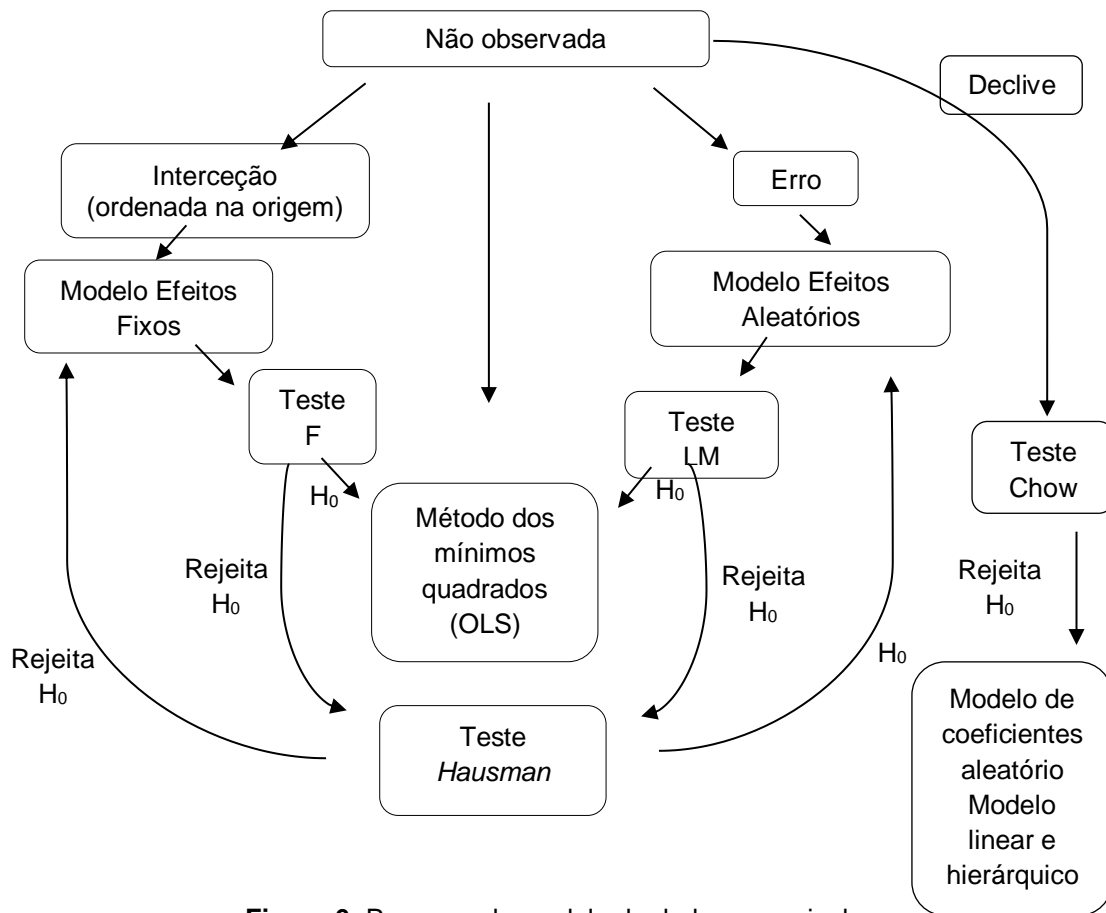 Não observada
Declive
Interceção
(ordenada na origem)
Erro
Modelo Efeitos
Fixos
Modelo Efeitos
Aleatórios
Teste
F
Teste
LM
Teste
Chow
H₀
H₀
Método dos
mínimos
quadrados
(OLS)
Rejeita
H₀
Rejeita
H₀
Rejeita
H₀
Rejeita
H₀
H₀
Teste
Hausman
Modelo de
coeficientes
aleatório
Modelo
linear e
hierárquico